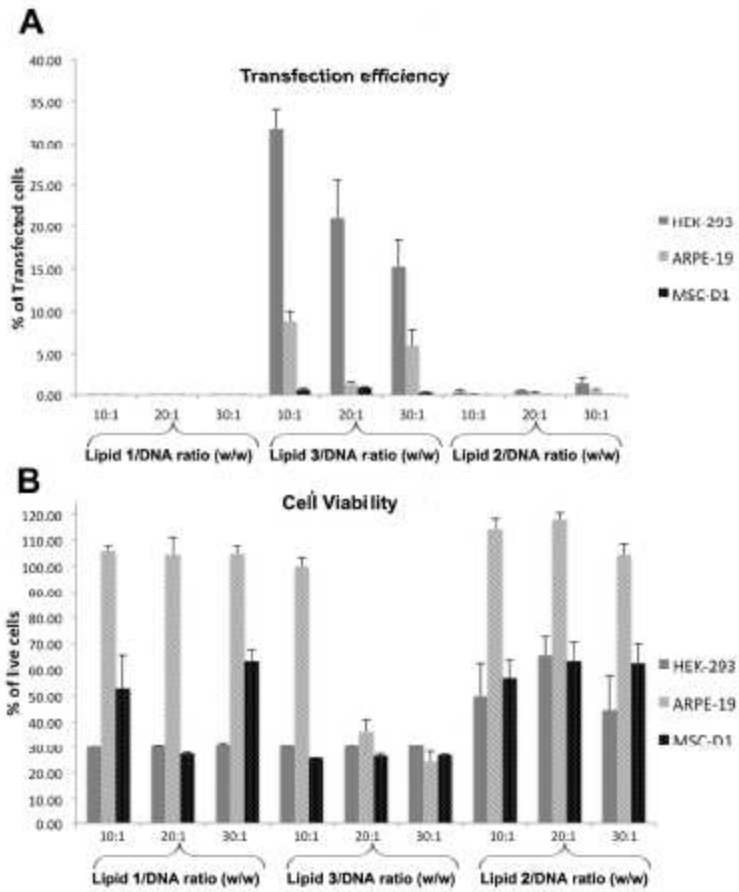 A
Transfection efficiency
% of Transfected cells
40.00
35.00
30.00
25.00
20.00
15.00
10.00
5.00
0.00
10:1 20:1 30:1 10:1 20:1 30:1 10:1 20:1 30:1
Lipid 1/DNA ratio (w/w) Lipid 3/DNA ratio (w/w) Lipid 2/DNA ratio (w/w)
HEK-293
ARPE-19
MSC-D1
B
Cell Viability
% of live cells
120.00
110.00
100.00
90.00
80.00
70.00
60.00
50.00
40.00
30.00
20.00
10.00
0.00
10:1 20:1 30:1 10:1 20:1 30:1 10:1 20:1 30:1
Lipid 1/DNA ratio (w/w) Lipid 3/DNA ratio (w/w) Lipid 2/DNA ratio (w/w)
HEK-293
ARPE-19
MSC-D1